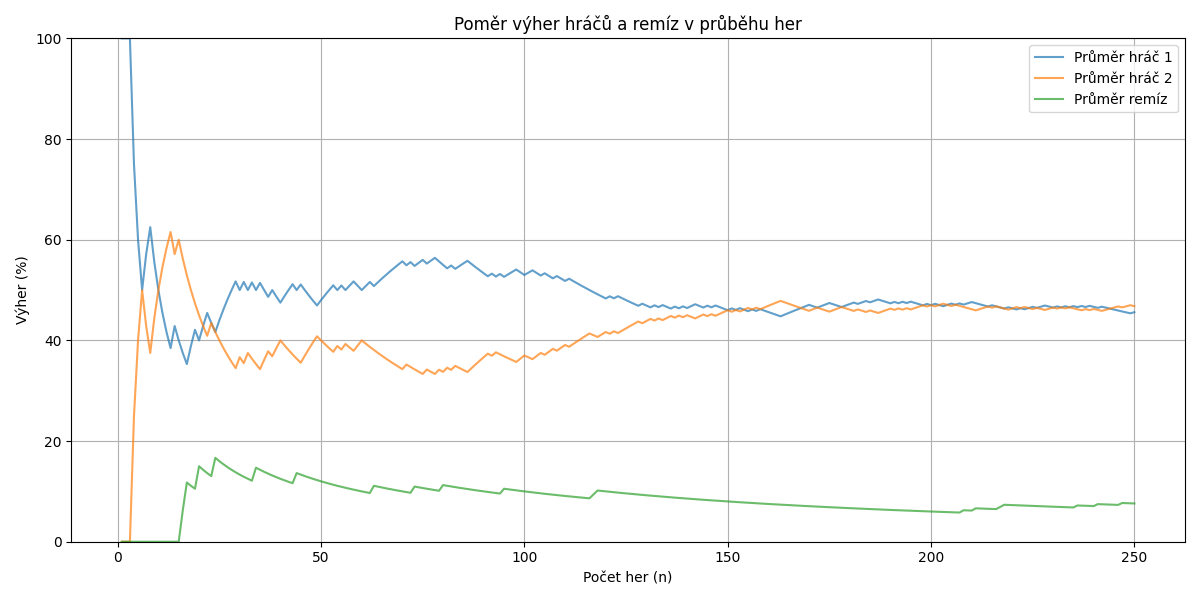 Poměr výher hráčů a remíz v průběhu her
Výher (%)
100
80
60
40
20
0
Průměr hráč 1
Průměr hráč 2
Průměr remíz
0 50 100 150 200 250
Počet her (n)